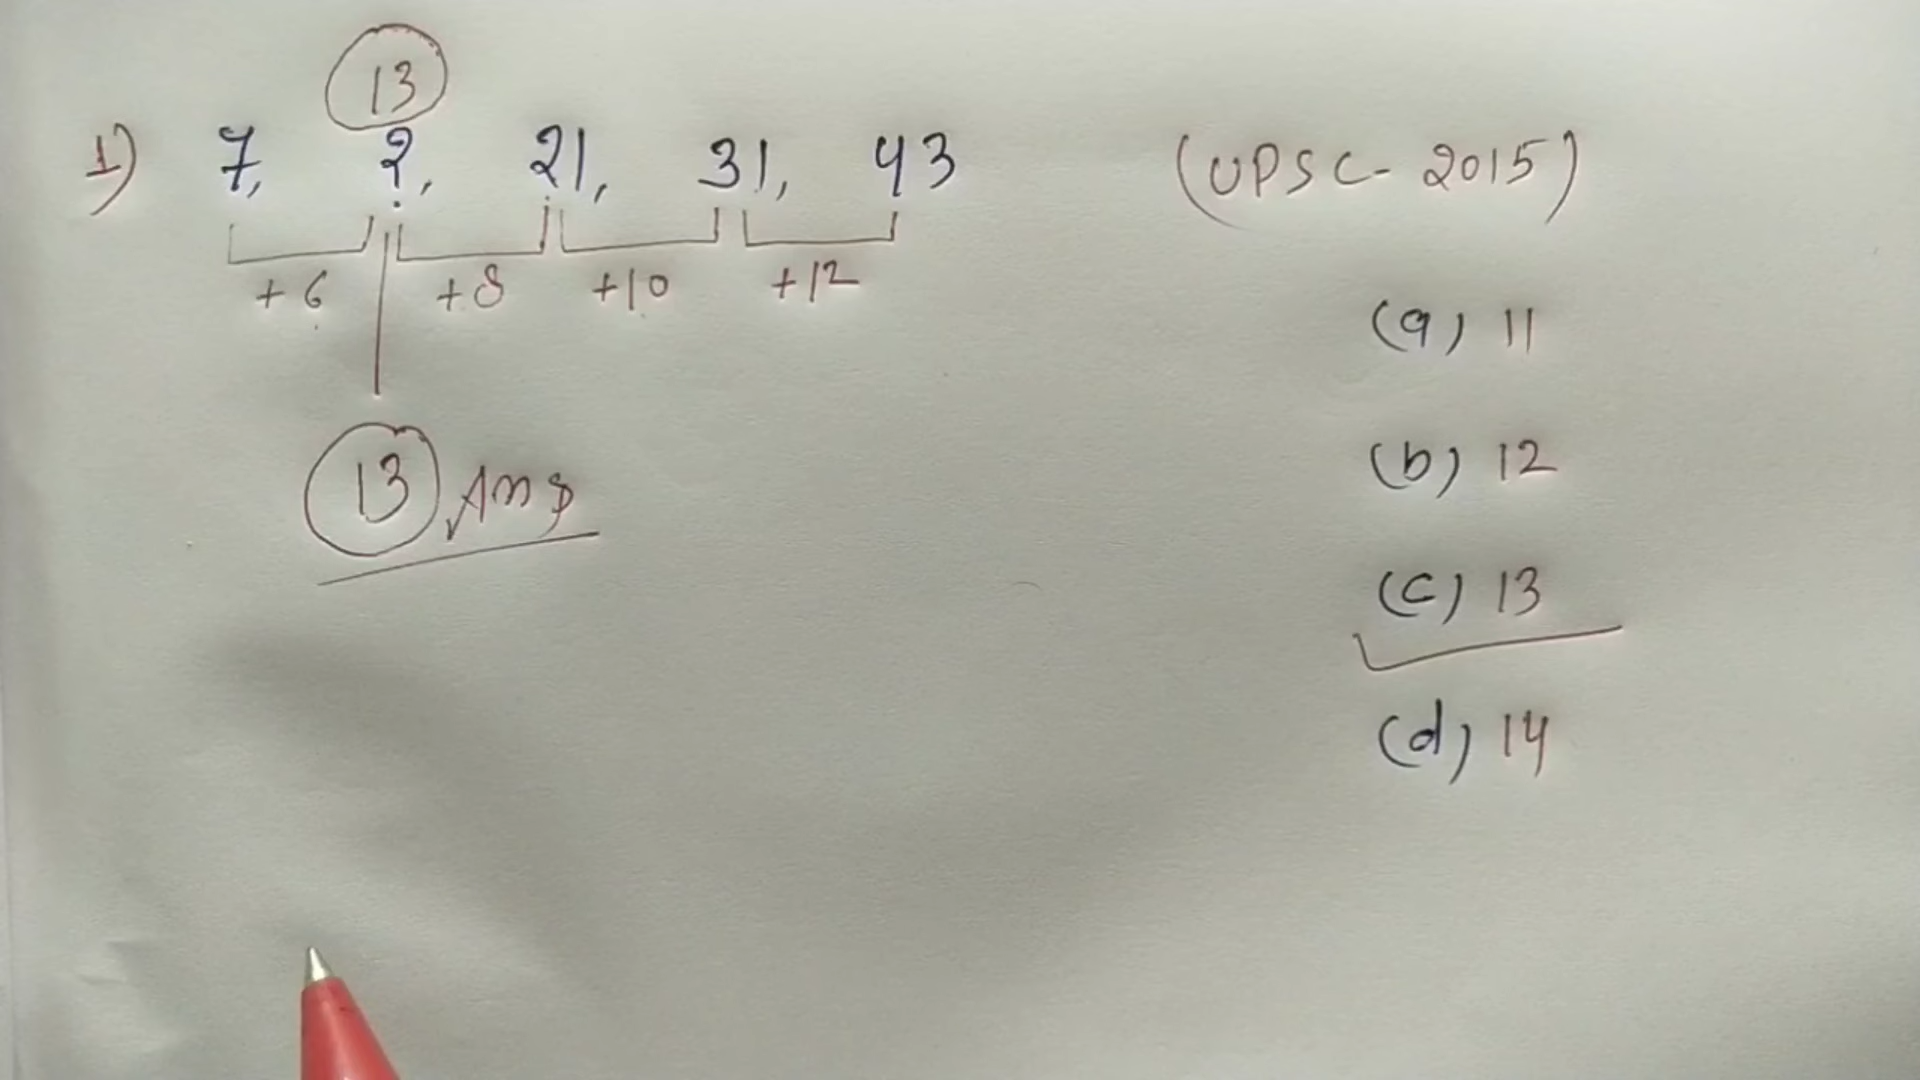 13
1) 7, ?, 21, 31, 43 (UPSC- 2015)
+6 +8 +10 +12
(a) 11
(b) 12
13 Ans
(c) 13
(d) 14